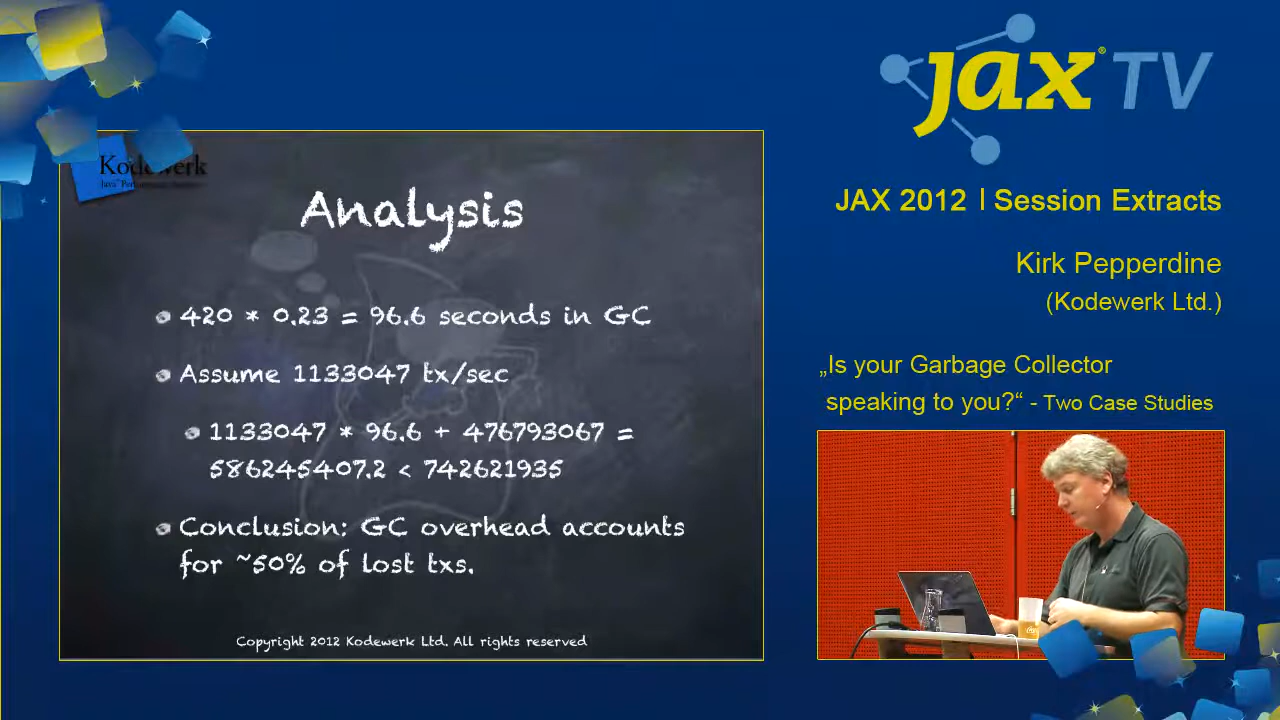 Kodewerk
Analysis
420 * 0.23 = 96.6 seconds in GC
Assume 1133047 tx/sec
1133047 * 96.6 + 476793067 =
586245407.2 < 742621935
Conclusion: GC overhead accounts
for ~50% of lost txs.
Copyright 2012 Kodewerk Ltd. All rights reserved
jax® TV
JAX 2012 | Session Extracts
Kirk Pepperdine
(Kodewerk Ltd.)
„Is your Garbage Collector
speaking to you?“ - Two Case Studies